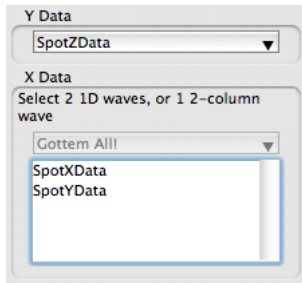 Y Data
SpotZData
X Data
Select 2 1D waves, or 1 2-column
wave
Gottem All!
SpotXData
SpotYData